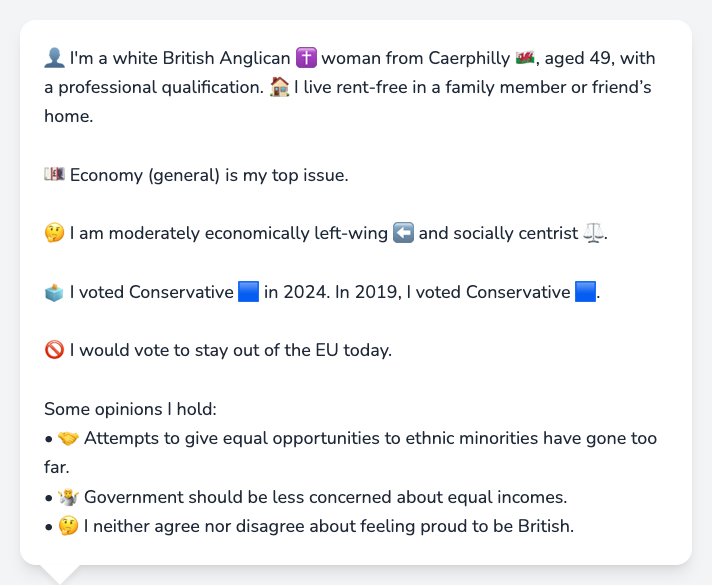 👤 I'm a white British Anglican ✝️ woman from Caerphilly 🏴󠁧󠁢󠁷󠁬󠁳󠁿, aged 49, with
a professional qualification. 🏠 I live rent-free in a family member or friend’s
home.
💷 Economy (general) is my top issue.
🤔 I am moderately economically left-wing ⬅️ and socially centrist ⚖️.
🗳️ I voted Conservative 🟦 in 2024. In 2019, I voted Conservative 🟦.
🚫 I would vote to stay out of the EU today.
Some opinions I hold:
• 🤝 Attempts to give equal opportunities to ethnic minorities have gone too
far.
• 🤷 Government should be less concerned about equal incomes.
• 🤔 I neither agree nor disagree about feeling proud to be British.